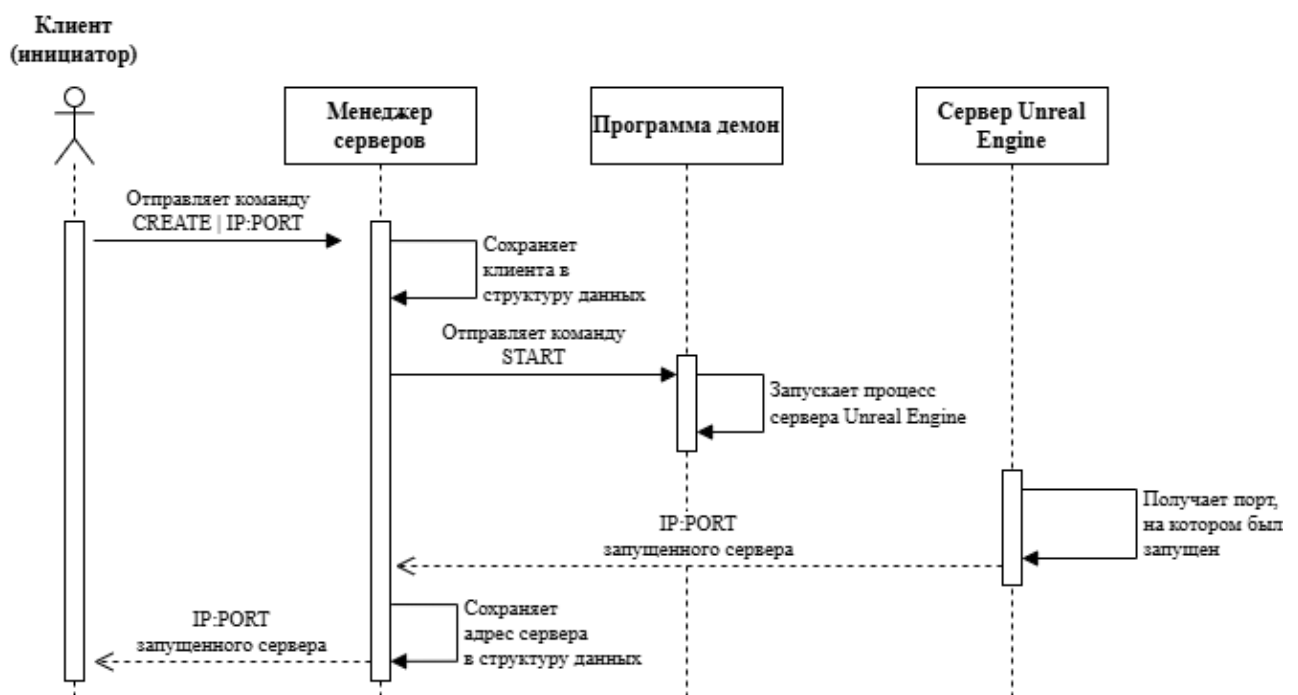 Клиент
(инициатор)
Менеджер
серверов
Программа демон
Сервер Unreal
Engine
Отправляет команду
CREATE | IP:PORT
Сохраняет
клиента в
структуру данных
Отправляет команду
START
Запускает процесс
сервера Unreal Engine
Получает порт,
на котором был
запущен
IP:PORT
запущенного сервера
Сохраняет
адрес сервера
в структуру данных
IP:PORT
запущенного сервера